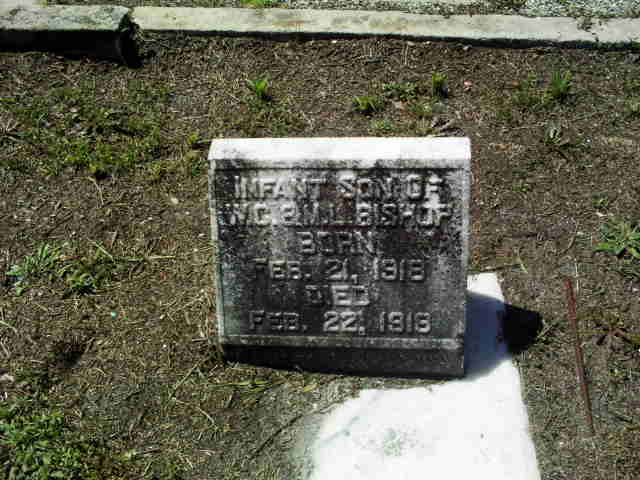 INFANT SON OF
W.C. & M.L. BISHOP
BORN
FEB. 21, 1918
DIED
FEB. 22, 1918